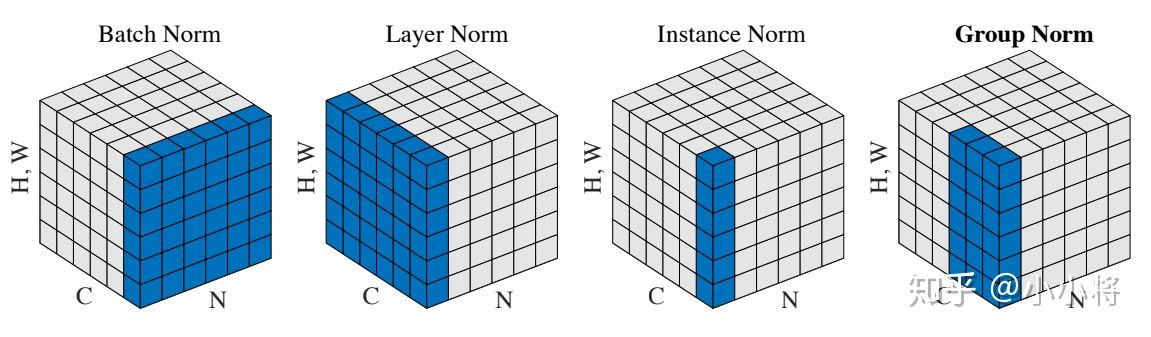 Batch Norm
Layer Norm
Instance Norm
Group Norm
H, W
C
N
H, W
C
N
H, W
C
N
H, W
C
N
知乎 @小小将